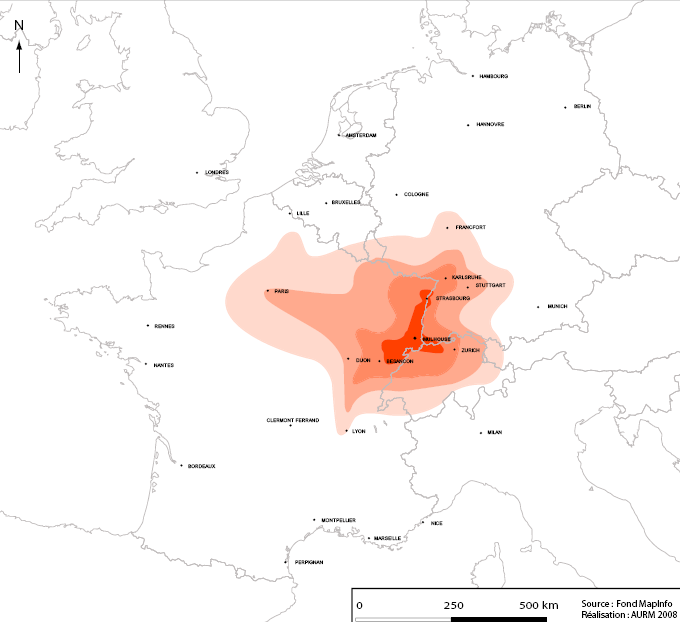 N
HAMBOURG
BERLIN
HANNOVRE
AMSTERDAM
LONDRES
COLOGNE
BRUXELLES
LILLE
FRANCFORT
KARLSRUHE
STUTTGART
PARIS
STRASBOURG
MUNICH
RENNES
MULHOUSE
ZURICH
DIJON
BESANCON
NANTES
CLERMONT FERRAND
LYON
MILAN
BORDEAUX
MONTPELLIER
NICE
MARSEILLE
PERPIGNAN
0 250 500 km
Source : Fond MapInfo
Réalisation : AURM 2008